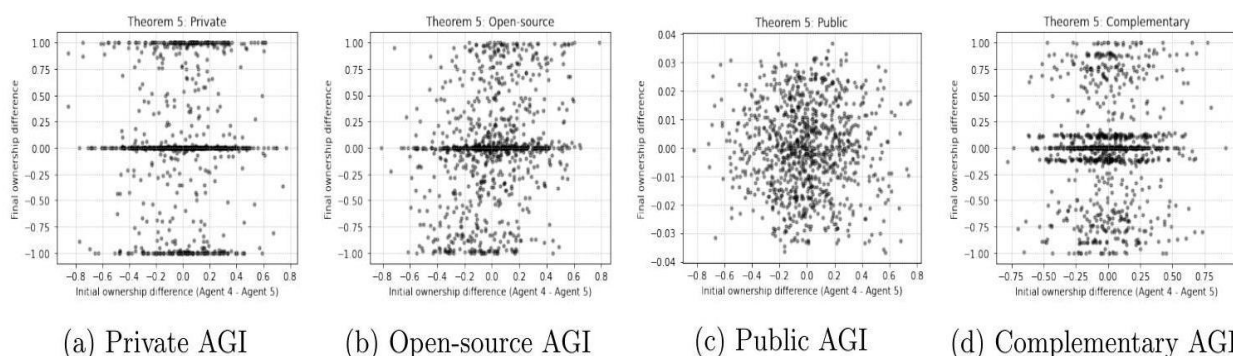 Theorem 5: Private
1.00
0.75
0.50
0.25
0.00
−0.25
−0.50
−0.75
−1.00
Final ownership difference
−0.8 −0.6 −0.4 −0.2 0.0 0.2 0.4 0.6 0.8
Initial ownership difference (Agent 4 - Agent 5)
(a) Private AGI
Theorem 5: Open-source
1.00
0.75
0.50
0.25
0.00
−0.25
−0.50
−0.75
−1.00
Final ownership difference
−0.8 −0.6 −0.4 −0.2 0.0 0.2 0.4 0.6 0.8
Initial ownership difference (Agent 4 - Agent 5)
(b) Open-source AGI
Theorem 5: Public
0.04
0.03
0.02
0.01
0.00
−0.01
−0.02
−0.03
−0.04
Final ownership difference
−0.8 −0.6 −0.4 −0.2 0.0 0.2 0.4 0.6 0.8
Initial ownership difference (Agent 4 - Agent 5)
(c) Public AGI
Theorem 5: Complementary
1.00
0.75
0.50
0.25
0.00
−0.25
−0.50
−0.75
−1.00
Final ownership difference
−0.75 −0.50 −0.25 0.00 0.25 0.50 0.75
Initial ownership difference (Agent 4 - Agent 5)
(d) Complementary AGI